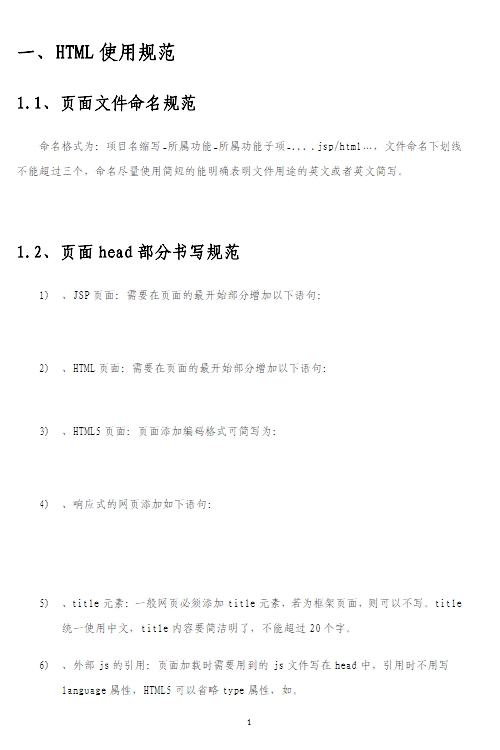 一、HTML 使用规范
1.1、页面文件命名规范
命名格式为：项目名缩写-所属功能-所属功能子项-... .jsp/html…，文件命名下划线
不能超过三个，命名尽量使用简短的能明确表明文件用途的英文或者英文简写。
1.2、页面 head 部分书写规范
1) 、JSP 页面：需要在页面的最开始部分增加以下语句：
2) 、HTML 页面：需要在页面的最开始部分增加以下语句：
3) 、HTML5 页面：页面添加编码格式可简写为：
4) 、响应式的网页添加如下语句：
5) 、title 元素：一般网页必须添加 title 元素，若为框架页面，则可以不写。title
统一使用中文，title 内容要简洁明了，不能超过 20 个字。
6) 、外部 js 的引用：页面加载时需要用到的 js 文件写在 head 中，引用时不用写
language 属性，HTML5 可以省略 type 属性，如。
1